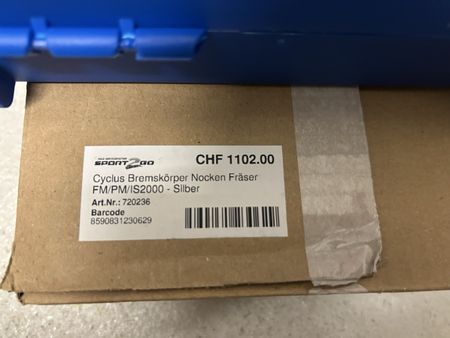 SPORT2GO
CHF 1102.00
Cyclus Bremskörper Nocken Fräser
FM/PM/IS2000 - Silber
Art.Nr.: 720236
Barcode
8590831230629